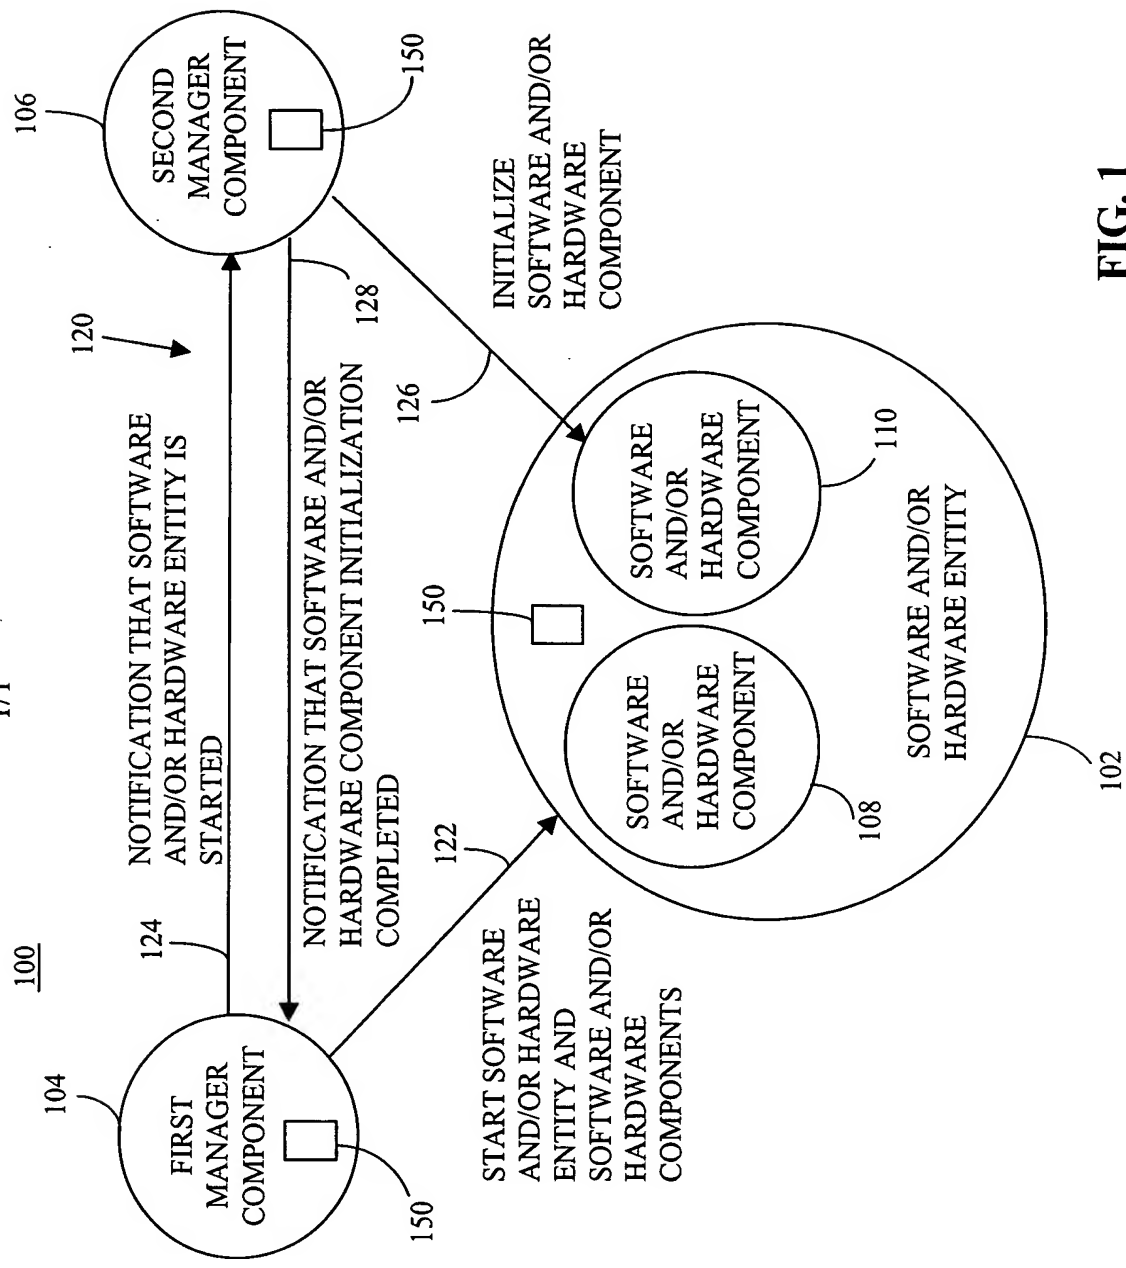 1/1
100
120
104
FIRST
MANAGER
COMPONENT
150
124
NOTIFICATION THAT SOFTWARE
AND/OR HARDWARE ENTITY IS
STARTED
NOTIFICATION THAT SOFTWARE AND/OR
HARDWARE COMPONENT INITIALIZATION
COMPLETED
128
106
SECOND
MANAGER
COMPONENT
150
START SOFTWARE
AND/OR HARDWARE
ENTITY AND
SOFTWARE AND/OR
HARDWARE
COMPONENTS
122
126
INITIALIZE
SOFTWARE AND/OR
HARDWARE
COMPONENT
150
SOFTWARE
AND/OR
HARDWARE
COMPONENT
108
SOFTWARE
AND/OR
HARDWARE
COMPONENT
110
SOFTWARE AND/OR
HARDWARE ENTITY
102
FIG. 1